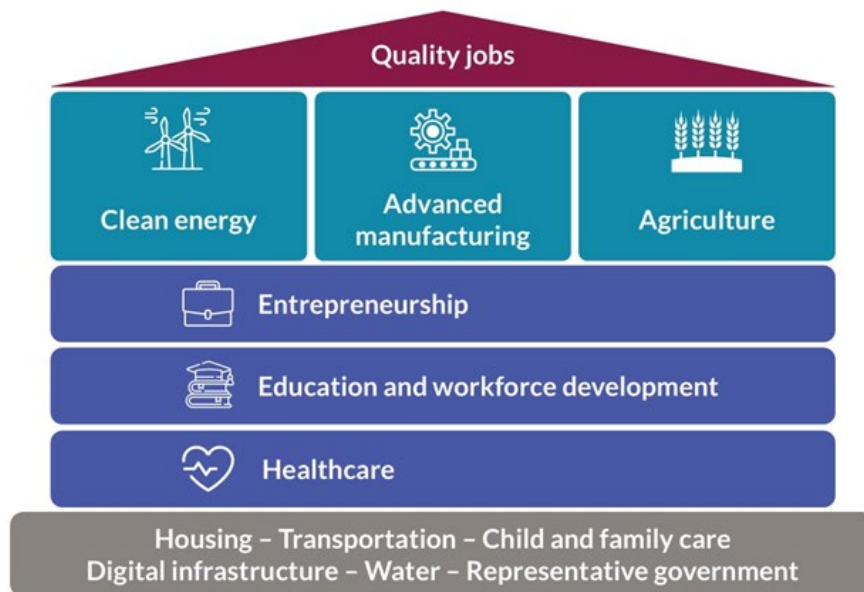 Quality jobs
Clean energy
Advanced
manufacturing
Agriculture
Entrepreneurship
Education and workforce development
Healthcare
Housing – Transportation – Child and family care
Digital infrastructure – Water – Representative government